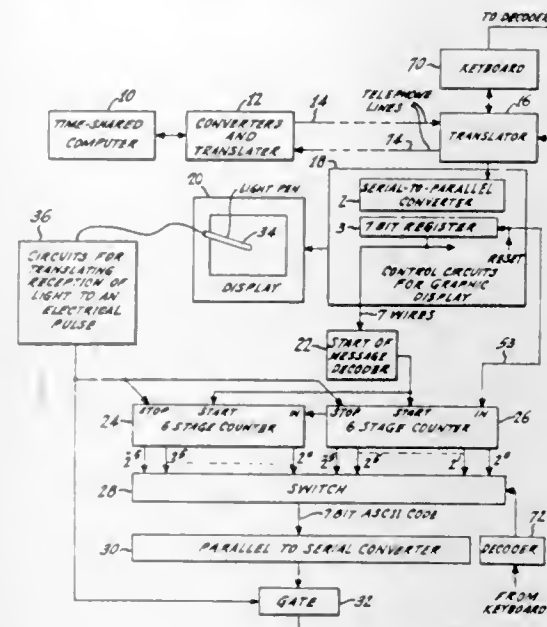 TO DECODER
70
KEYBOARD
10
12
14
TELEPHONE
LINES
16
TIME-SHARED
COMPUTER
CONVERTERS
AND
TRANSLATER
TRANSLATOR
74
18
20
LIGHT PEN
2
SERIAL-TO-PARALLEL
CONVERTER
36
34
3
7 BIT REGISTER
RESET
CIRCUITS FOR
TRANSLATING
RECEPTION OF
LIGHT TO AN
ELECTRICAL
PULSE
DISPLAY
CONTROL CIRCUITS
FOR GRAPHIC
DISPLAY
7 WIRES
22
START OF
MESSAGE
DECODER
53
24
STOP START IN
6 STAGE COUNTER
STOP START IN
6 STAGE COUNTER
26
2⁰
2¹ 2⁰
28
SWITCH
7 BIT ASCII CODE
72
30
PARALLEL TO SERIAL CONVERTER
DECODER
GATE
32
FROM
KEYBOARD